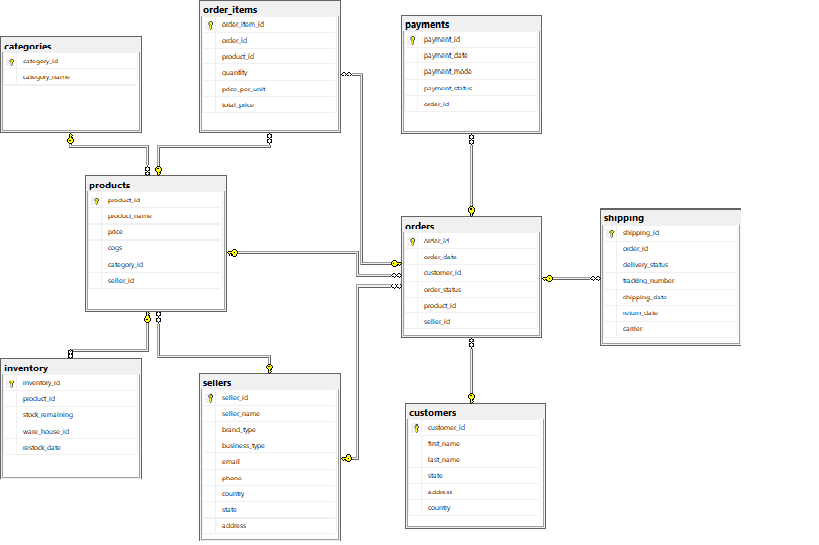 order_items
order_item_id
order_id
product_id
quantity
price_per_unit
total_price
payments
payment_id
payment_date
payment_mode
payment_status
order_id
categories
category_id
category_name
products
product_id
product_name
price
cogs
category_id
seller_id
orders
order_id
order_date
customer_id
order_status
product_id
seller_id
shipping
shipping_id
order_id
delivery_status
tracking_number
shipping_date
return_date
carrier
inventory
inventory_id
product_id
stock_remaining
ware_house_id
restock_date
sellers
seller_id
seller_name
brand_type
business_type
email
phone
country
state
address
customers
customer_id
first_name
last_name
state
address
country